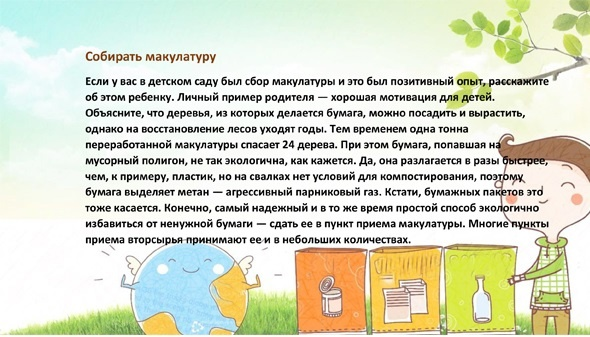 Собирать макулатуру
Если у вас в детском саду был сбор макулатуры и это был позитивный опыт, расскажите
об этом ребенку. Личный пример родителя — хорошая мотивация для детей.
Объясните, что деревья, из которых делается бумага, можно посадить и вырастить,
однако на восстановление лесов уходят годы. Тем временем одна тонна
переработанной макулатуры спасает 24 дерева. При этом бумага, попавшая на
мусорный полигон, не так экологична, как кажется. Да, она разлагается в разы быстрее,
чем, к примеру, пластик, но на свалках нет условий для компостирования, поэтому
бумага выделяет метан — агрессивный парниковый газ. Кстати, бумажных пакетов это
тоже касается. Конечно, самый надежный и в то же время простой способ экологично
избавиться от ненужной бумаги — сдать ее в пункт приема макулатуры. Многие пункты
приема вторсырья принимают ее и в небольших количествах.